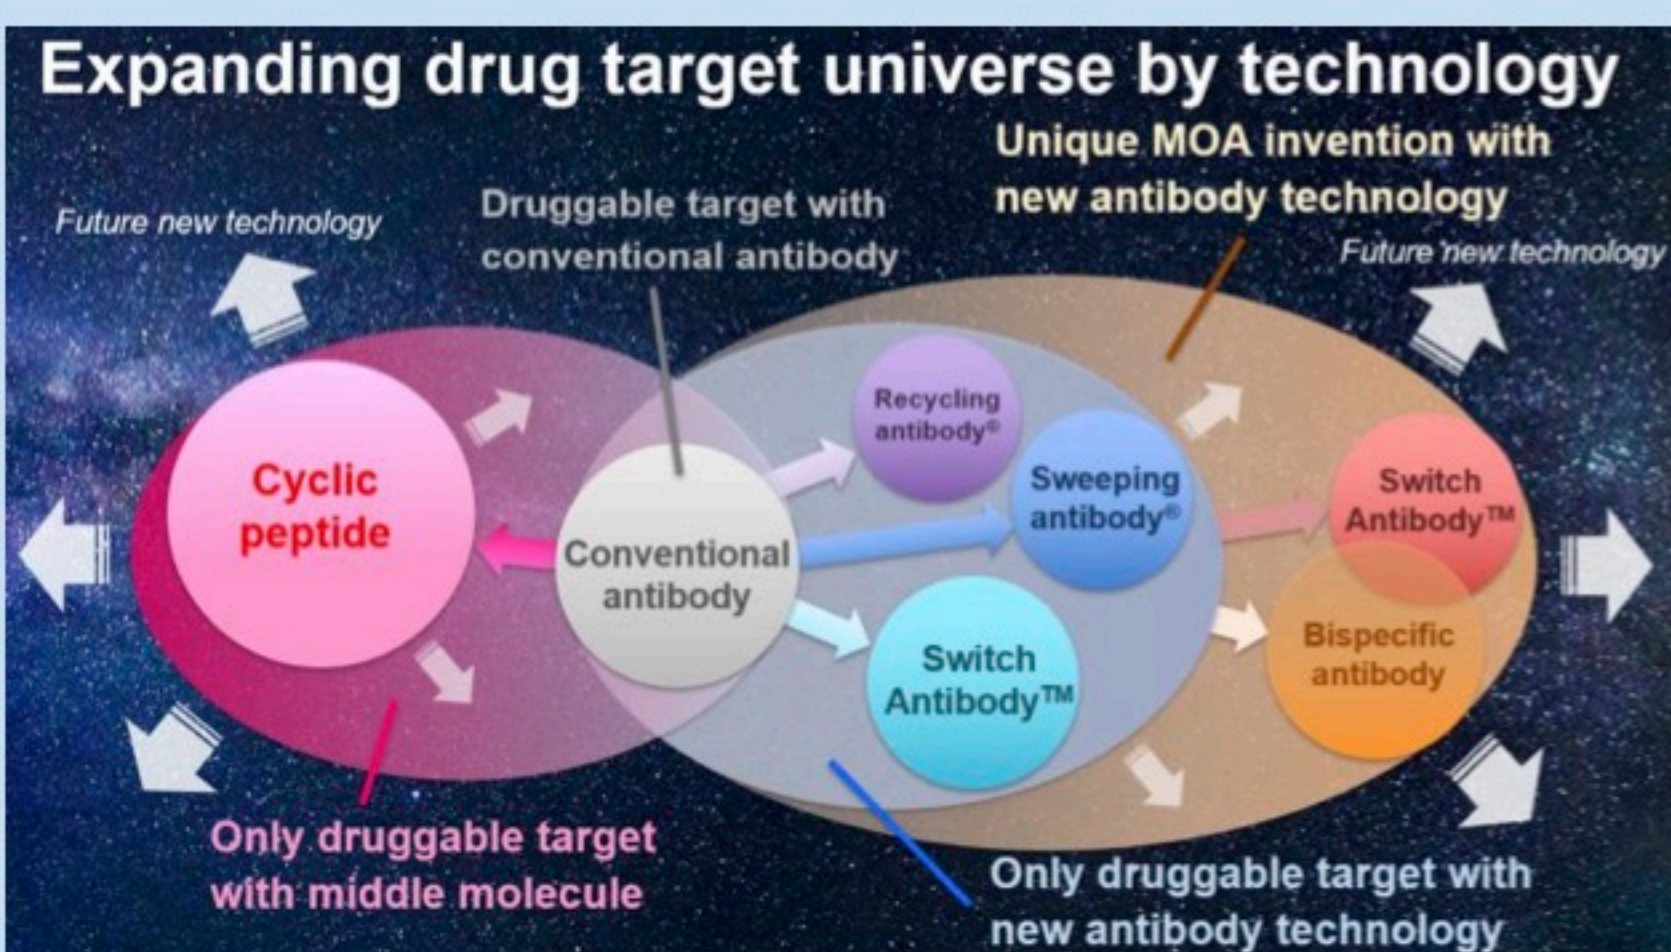 Expanding drug target universe by technology
Unique MOA invention with
new antibody technology
Druggable target with
conventional antibody
Future new technology
Future new technology
Recycling
antibody®
Sweeping
antibody®
Switch
Antibody™
Cyclic
peptide
Conventional
antibody
Switch
Antibody™
Bispecific
antibody
Only druggable target
with middle molecule
Only druggable target with
new antibody technology